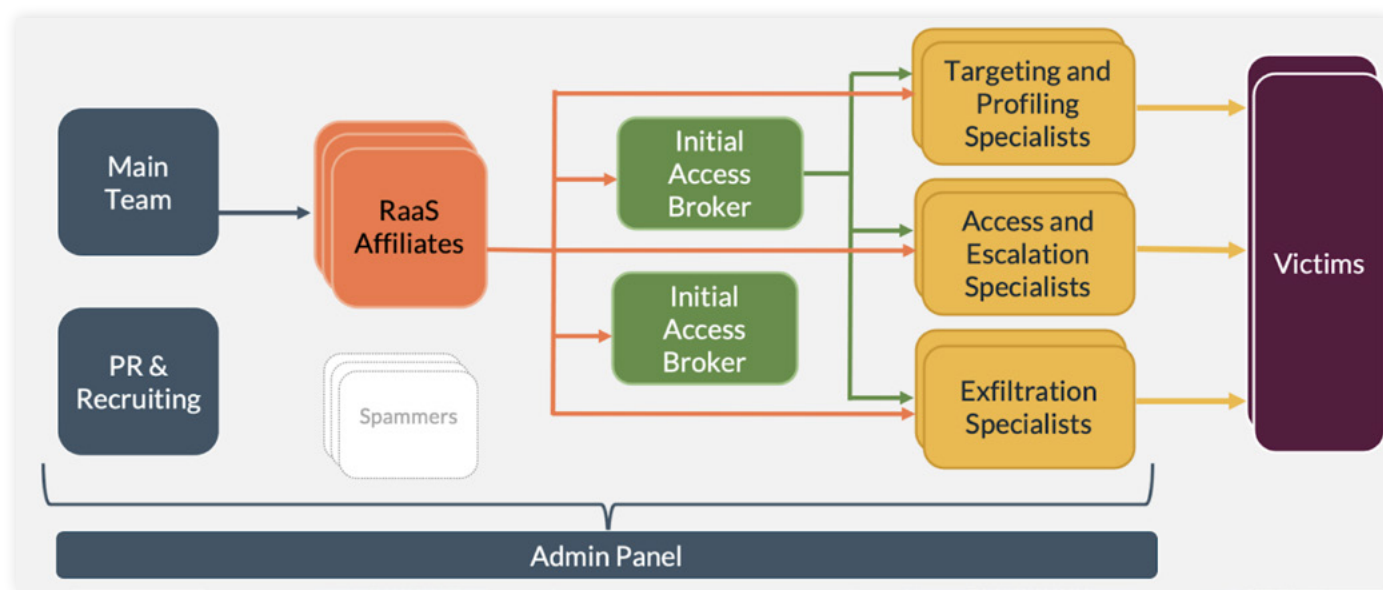 Main
Team
PR &
Recruiting
RaaS
Affiliates
Spammers
Initial
Access
Broker
Initial
Access
Broker
Targeting and
Profiling
Specialists
Access and
Escalation
Specialists
Exfiltration
Specialists
Victims
Admin Panel